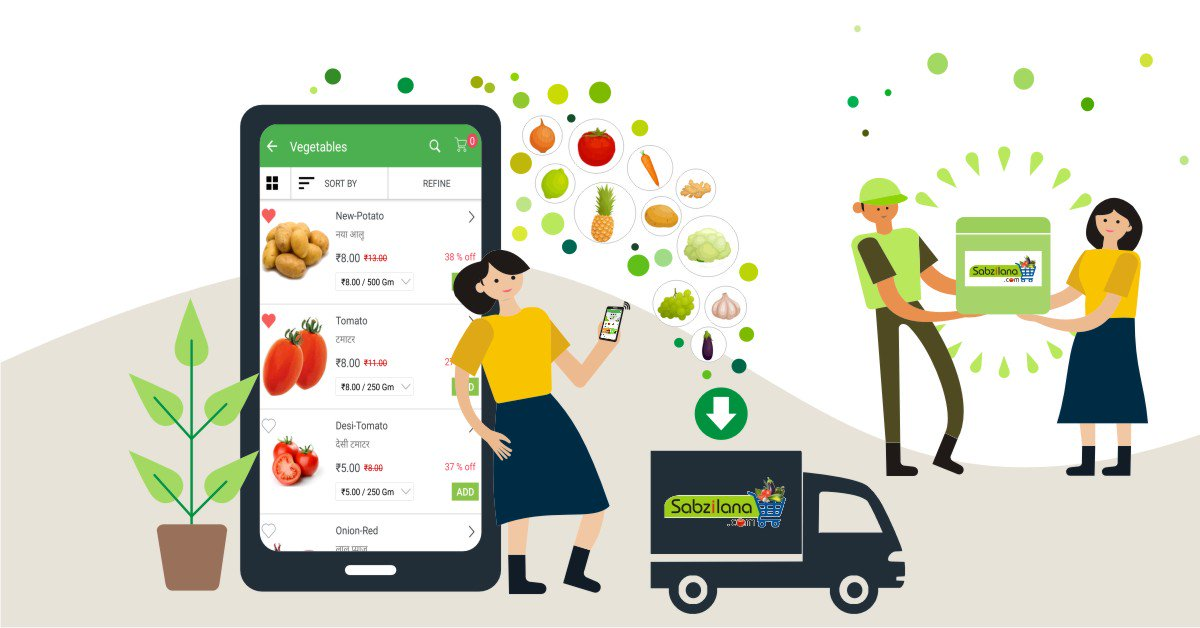 Vegetables
0
SORT BY
REFINE
New-Potato
नया आलू
₹8.00 ₹13.00
38 % off
₹8.00 / 500 Gm
Tomato
टमाटर
₹8.00 ₹11.00
₹8.00 / 250 Gm
Desi-Tomato
देसी टमाटर
₹5.00 ₹8.00
37 % off
₹5.00 / 250 Gm
ADD
Onion-Red
लाल प्याज
Sabzilana
.com
Sabzilana
.com